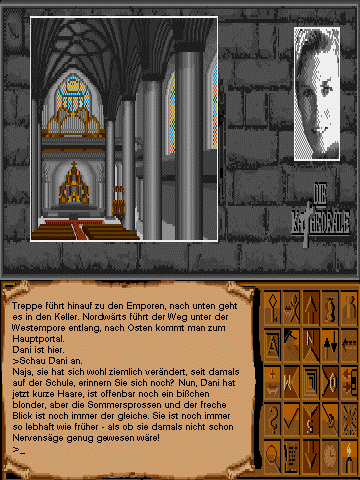 DIE
KATHEDRALE
Treppe führt hinauf zu den Emporen, nach unten geht
es in den Keller. Nordwärts führt der Weg unter der
Westempore entlang, nach Osten kommt man zum
Hauptportal.
Dani ist hier.
>Schau Dani an.
Naja, sie hat sich wohl ziemlich verändert, seit damals
auf der Schule, erinnern Sie sich noch? Nun, Dani hat
jetzt kurze Haare, ist offenbar noch ein bißchen
blonder, aber die Sommersprossen und der freche
Blick ist noch immer der gleiche. Sie ist noch immer
so lebhaft wie früher - als ob sie damals nicht schon
Nervensäge genug gewesen wäre!
>_